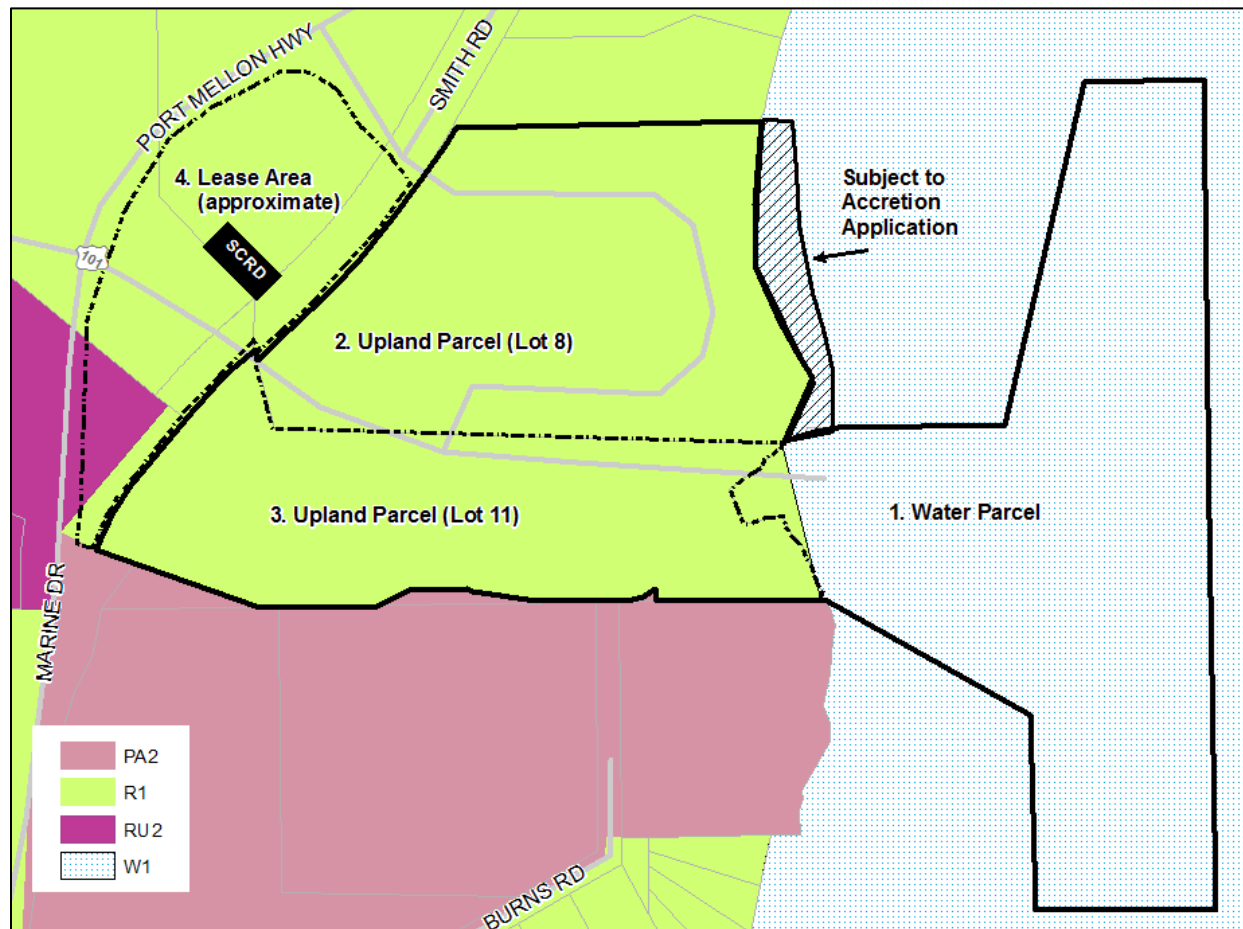 PORT MELLON HWY
SMITH RD
4. Lease Area
(approximate)
Subject to
Accretion
Application
SCRD
101
2. Upland Parcel (Lot 8)
3. Upland Parcel (Lot 11)
1. Water Parcel
MARINE DR
PA2
R1
RU2
W1
BURNS RD